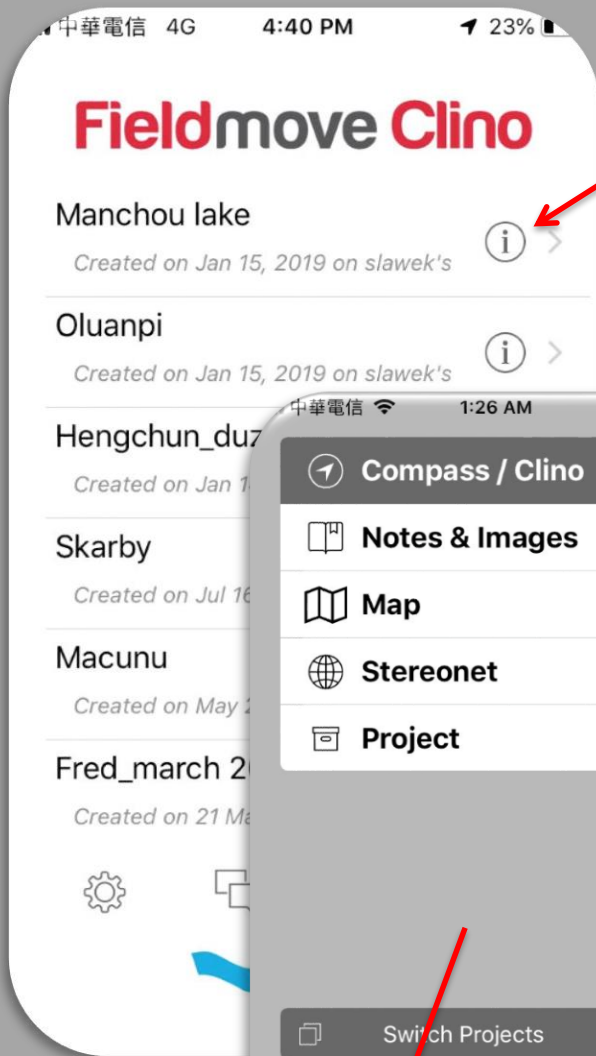 中華電信 4G 4:40 PM 23%
Fieldmove Clino
Manchou lake
Created on Jan 15, 2019 on slawek's
Oluanpi
Created on Jan 15, 2019 on slawek's
Hengchun_du
Created on Jan 1
Skarby
Created on Jul 16
Macunu
Created on May
Fred_march 2
Created on 21 Ma
中華電信 1:26 AM
Compass / Clino
Notes & Images
Map
Stereonet
Project
Switch Projects